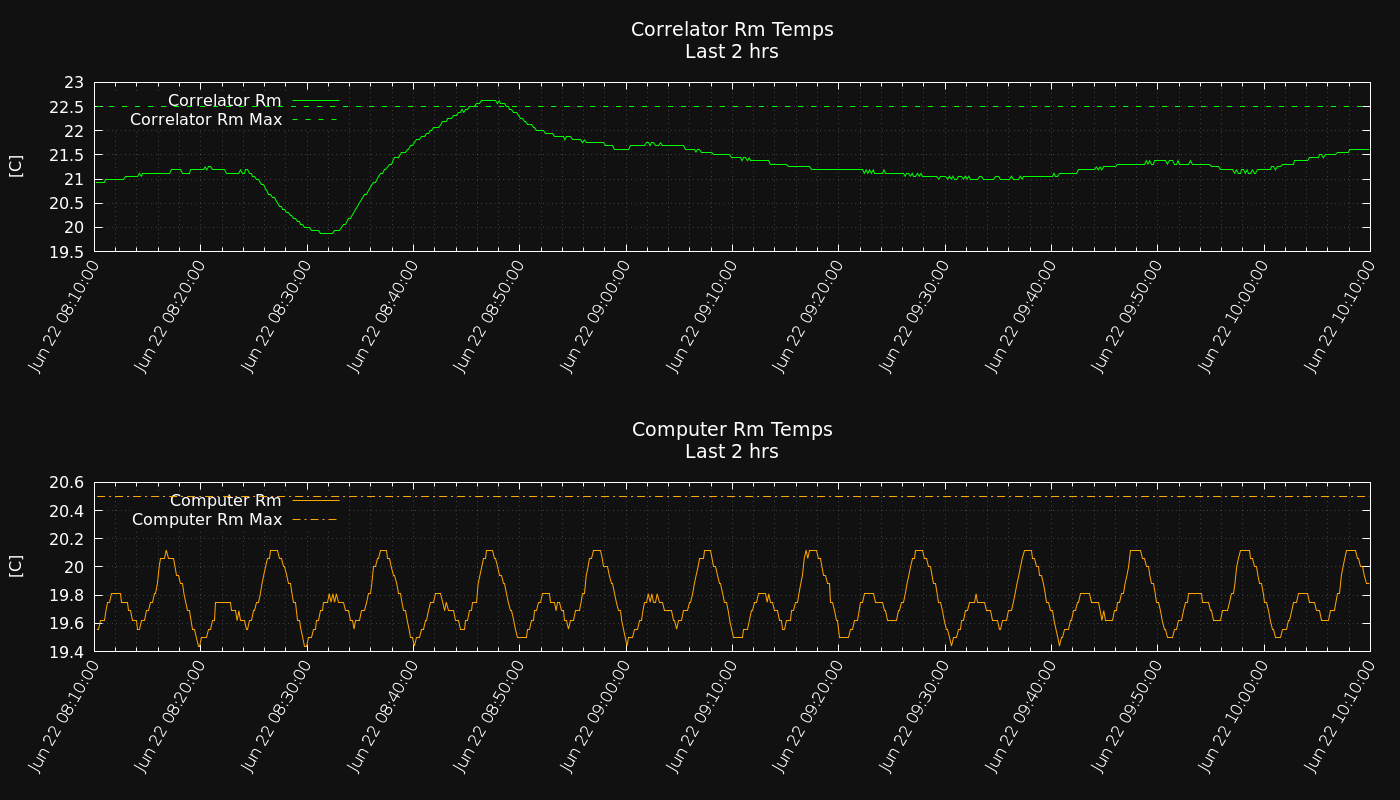 Correlator Rm Temps
Last 2 hrs
23
22.5
22
21.5
21
20.5
20
19.5
[C]
Correlator Rm
Correlator Rm Max
Jun 22 08:10:00
Jun 22 08:20:00
Jun 22 08:30:00
Jun 22 08:40:00
Jun 22 08:50:00
Jun 22 09:00:00
Jun 22 09:10:00
Jun 22 09:20:00
Jun 22 09:30:00
Jun 22 09:40:00
Jun 22 09:50:00
Jun 22 10:00:00
Jun 22 10:10:00
Computer Rm Temps
Last 2 hrs
20.6
20.4
20.2
20
19.8
19.6
19.4
[C]
Computer Rm
Computer Rm Max
Jun 22 08:10:00
Jun 22 08:20:00
Jun 22 08:30:00
Jun 22 08:40:00
Jun 22 08:50:00
Jun 22 09:00:00
Jun 22 09:10:00
Jun 22 09:20:00
Jun 22 09:30:00
Jun 22 09:40:00
Jun 22 09:50:00
Jun 22 10:00:00
Jun 22 10:10:00